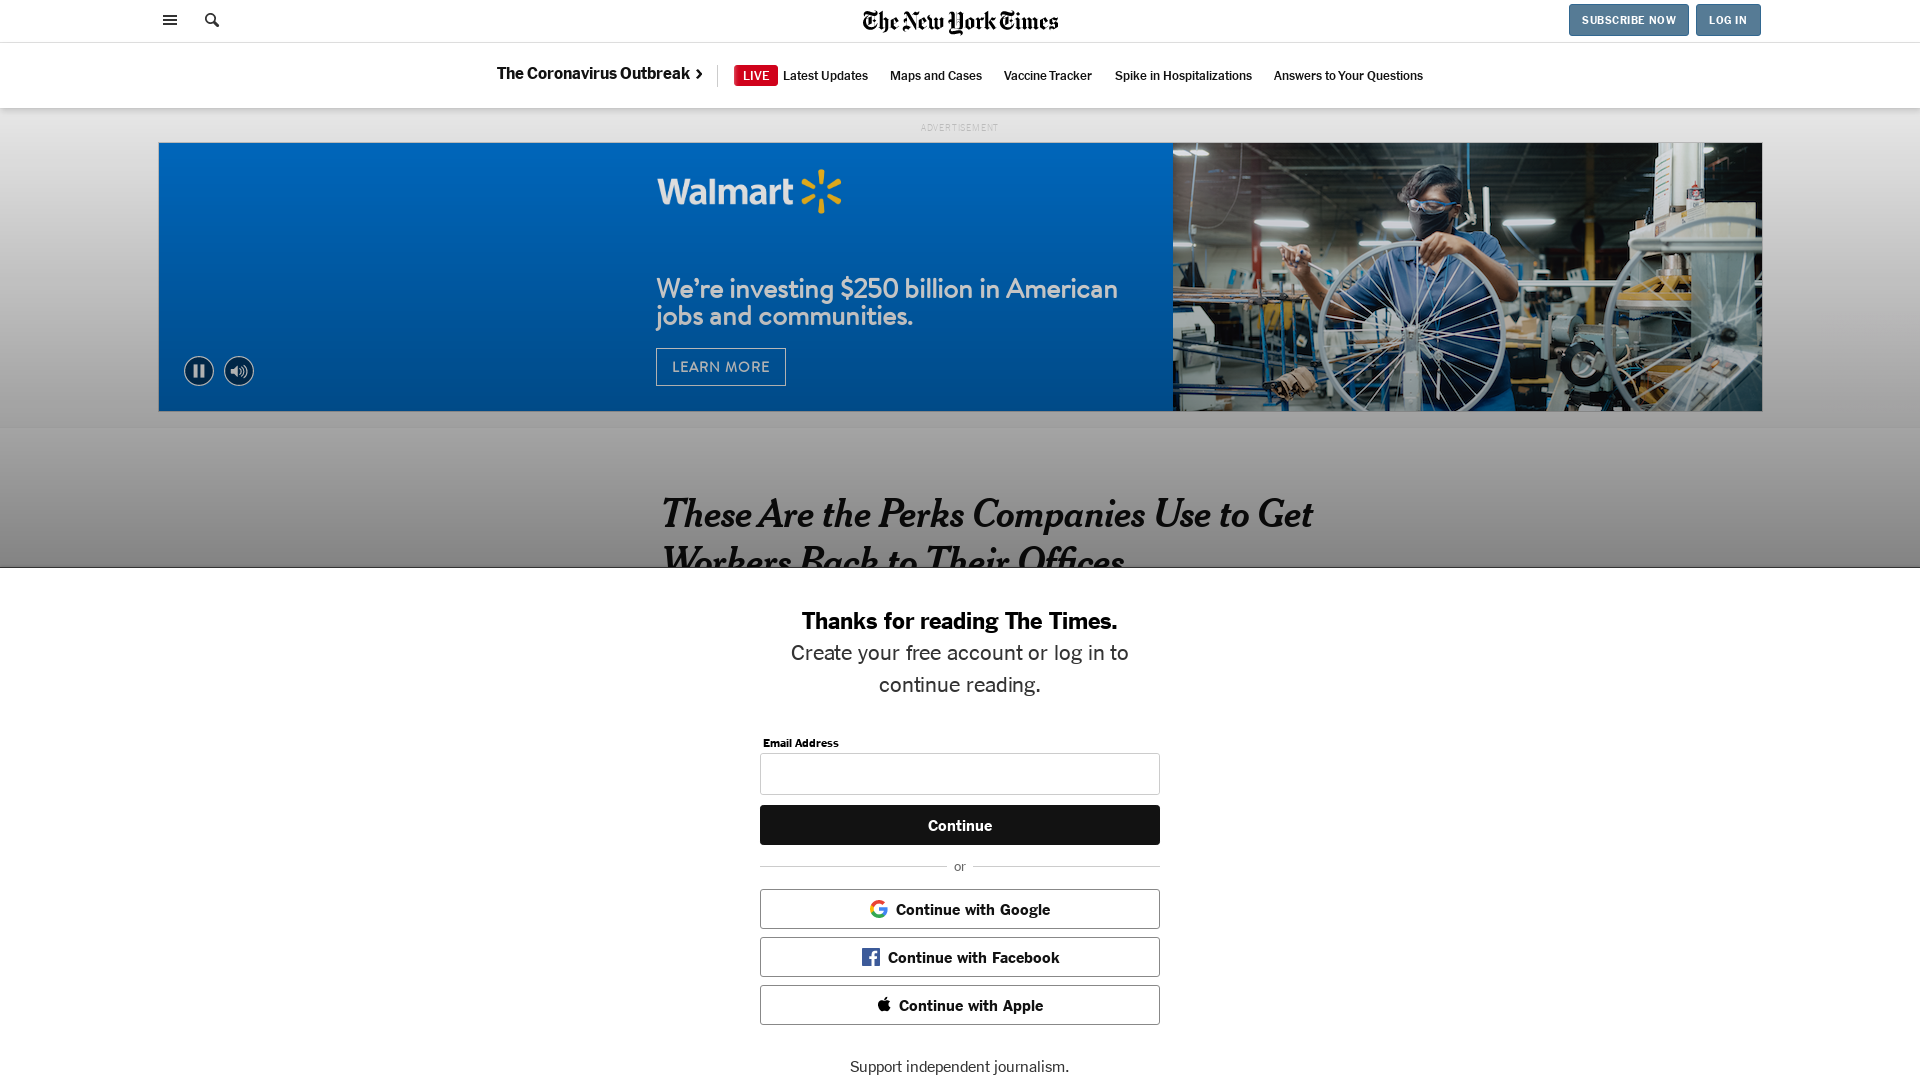 The New York Times
SUBSCRIBE NOW
LOG IN
The Coronavirus Outbreak
LIVE Latest Updates
Maps and Cases
Vaccine Tracker
Spike in Hospitalizations
Answers to Your Questions
ADVERTISEMENT
Walmart
We're investing $250 billion in American
jobs and communities.
LEARN MORE
These Are the Perks Companies Use to Get
Workers Back to Their Offices
Thanks for reading The Times.
Create your free account or log in to
continue reading.
Email Address
Continue
or
Continue with Google
Continue with Facebook
Continue with Apple
Support independent journalism.